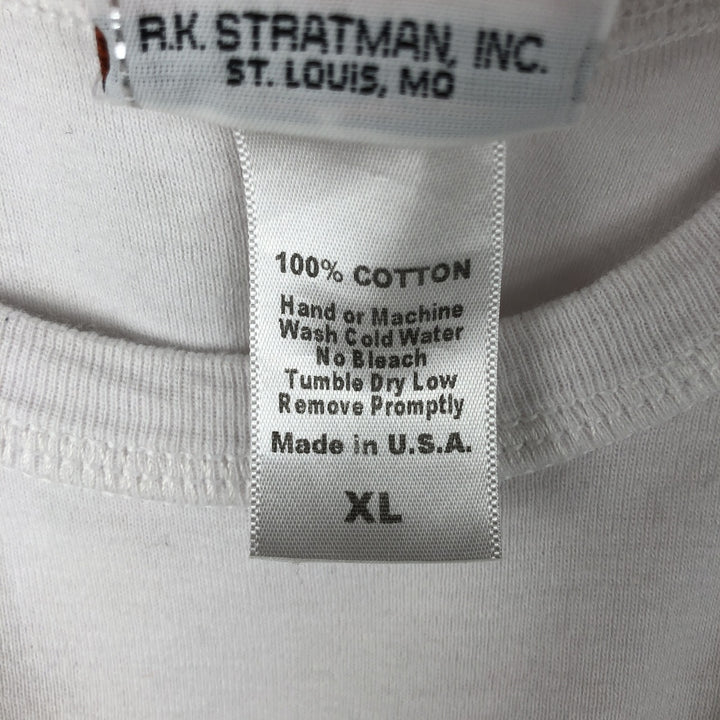 R.K. STRATMAN, INC.
ST. LOUIS, MO
100% COTTON
Hand or Machine
Wash Cold Water
No Bleach
Tumble Dry Low
Remove Promptly
Made in U.S.A.
XL